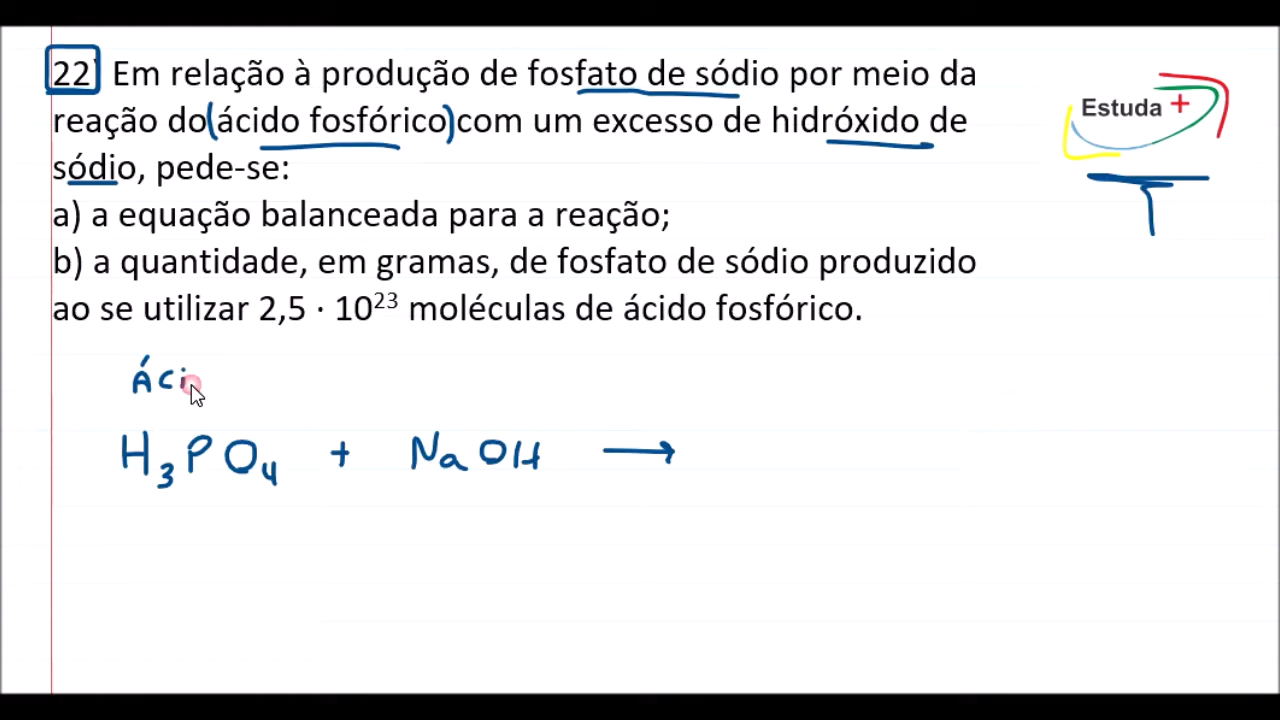 22) Em relação à produção de fosfato de sódio por meio da
reação do (ácido fosfórico) com um excesso de hidróxido de
sódio, pede-se:
a) a equação balanceada para a reação;
b) a quantidade, em gramas, de fosfato de sódio produzido
ao se utilizar 2,5 · 10²³ moléculas de ácido fosfórico.
Estuda +
T
Áci
H₃PO₄ + NaOH →